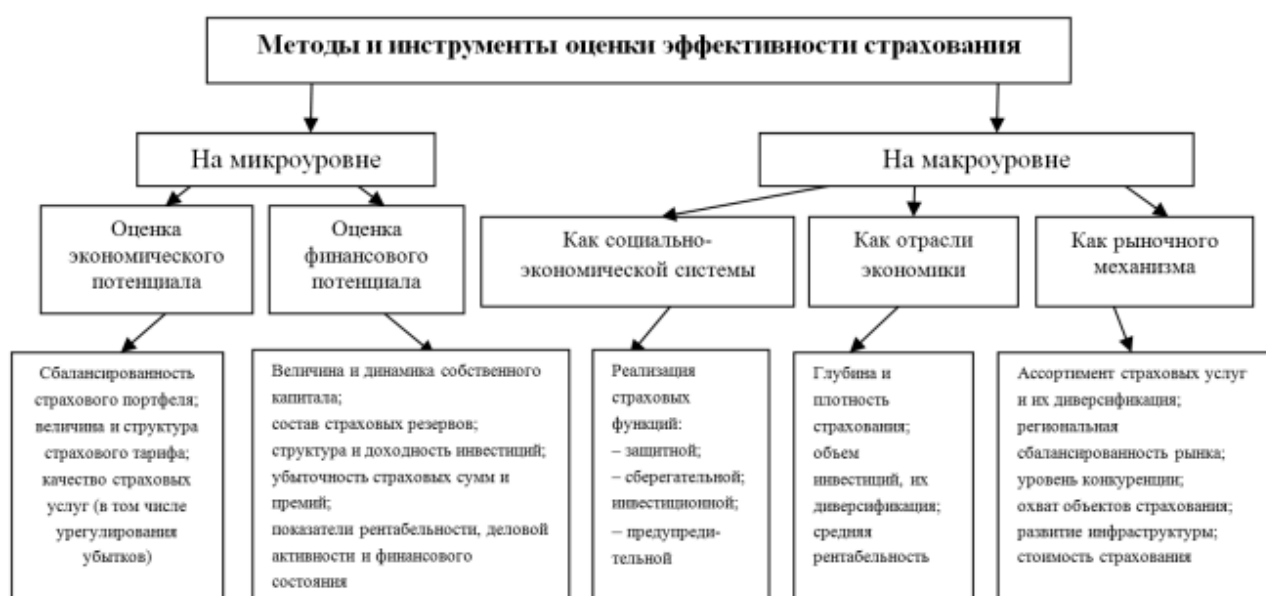 Методы и инструменты оценки эффективности страхования
На микроуровне
На макроуровне
Оценка
экономического
потенциала
Оценка
финансового
потенциала
Как социально-
экономической системы
Как отрасли
экономики
Как рыночного
механизма
Сбалансированность
страхового портфеля;
величина и структура
страхового тарифа;
качество страховых
услуг (в том числе
урегулирования
убытков)
Величина и динамика собственного
капитала;
состав страховых резервов;
структура и доходность инвестиций;
убыточность страховых сумм и
премий;
показатели рентабельности, деловой
активности и финансового
состояния
Реализация
страховых
функций:
– защитной;
– сберегательной;
инвестиционной;
– предупреди-
тельной
Глубина и
плотность
страхования;
объем
инвестиций, их
диверсификация;
средняя
рентабельность
Ассортимент страховых услуг
и их диверсификация;
региональная
сбалансированность рынка;
уровень конкуренции;
охват объектов страхования;
развитие инфраструктуры;
стоимость страхования